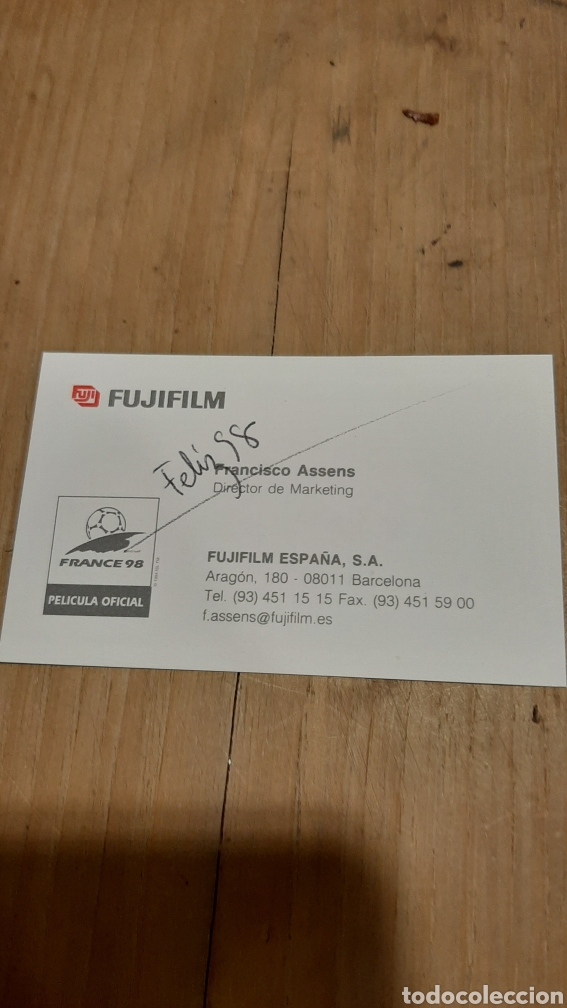 FUJI FUJIFILM
Feliz 98
Francisco Assens
Director de Marketing
FRANCE 98
PELICULA OFICIAL
FUJIFILM ESPAÑA, S.A.
Aragón, 180 - 08011 Barcelona
Tel. (93) 451 15 15 Fax. (93) 451 59 00
f.assens@fujifilm.es
todocoleccion